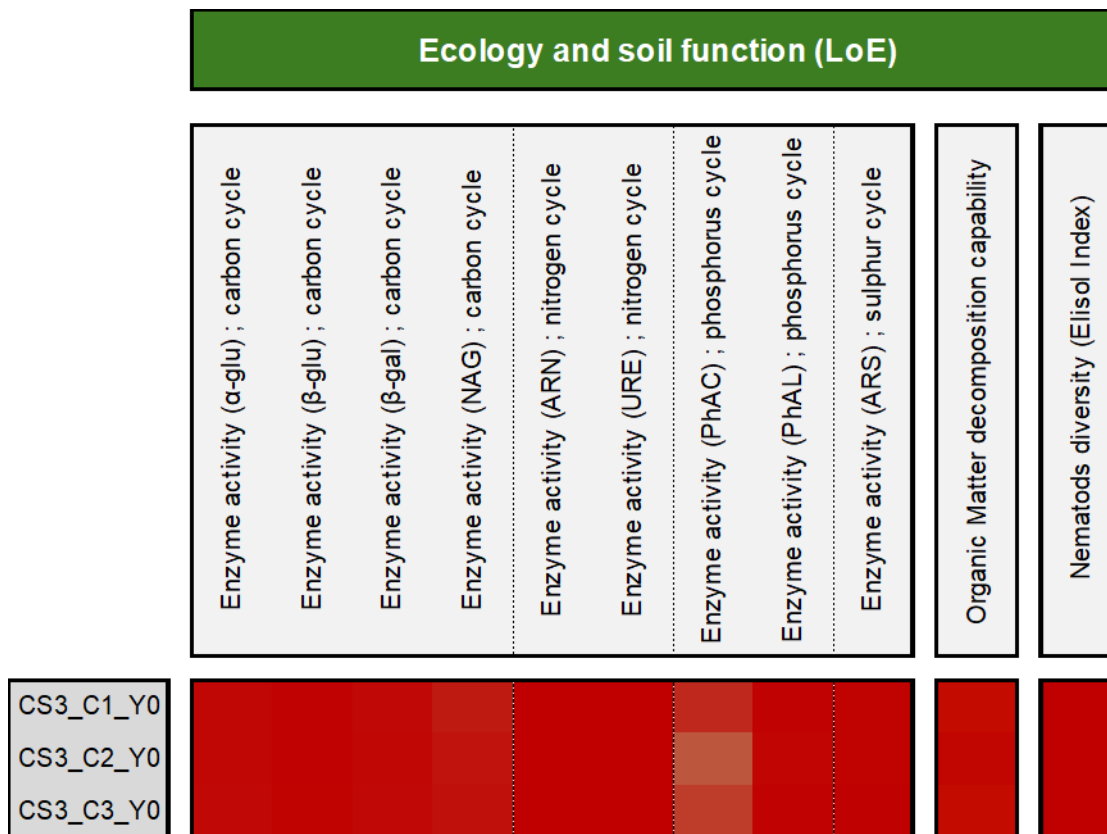 Ecology and soil function (LoE)
Enzyme activity (α-glu) ; carbon cycle
Enzyme activity (β-glu) ; carbon cycle
Enzyme activity (β-gal) ; carbon cycle
Enzyme activity (NAG) ; carbon cycle
Enzyme activity (ARN) ; nitrogen cycle
Enzyme activity (URE) ; nitrogen cycle
Enzyme activity (PhAC) ; phosphorus cycle
Enzyme activity (PhAL) ; phosphorus cycle
Enzyme activity (ARS) ; sulphur cycle
Organic Matter decomposition capability
Nematods diversity (Elisol Index)
CS3_C1_Y0
CS3_C2_Y0
CS3_C3_Y0